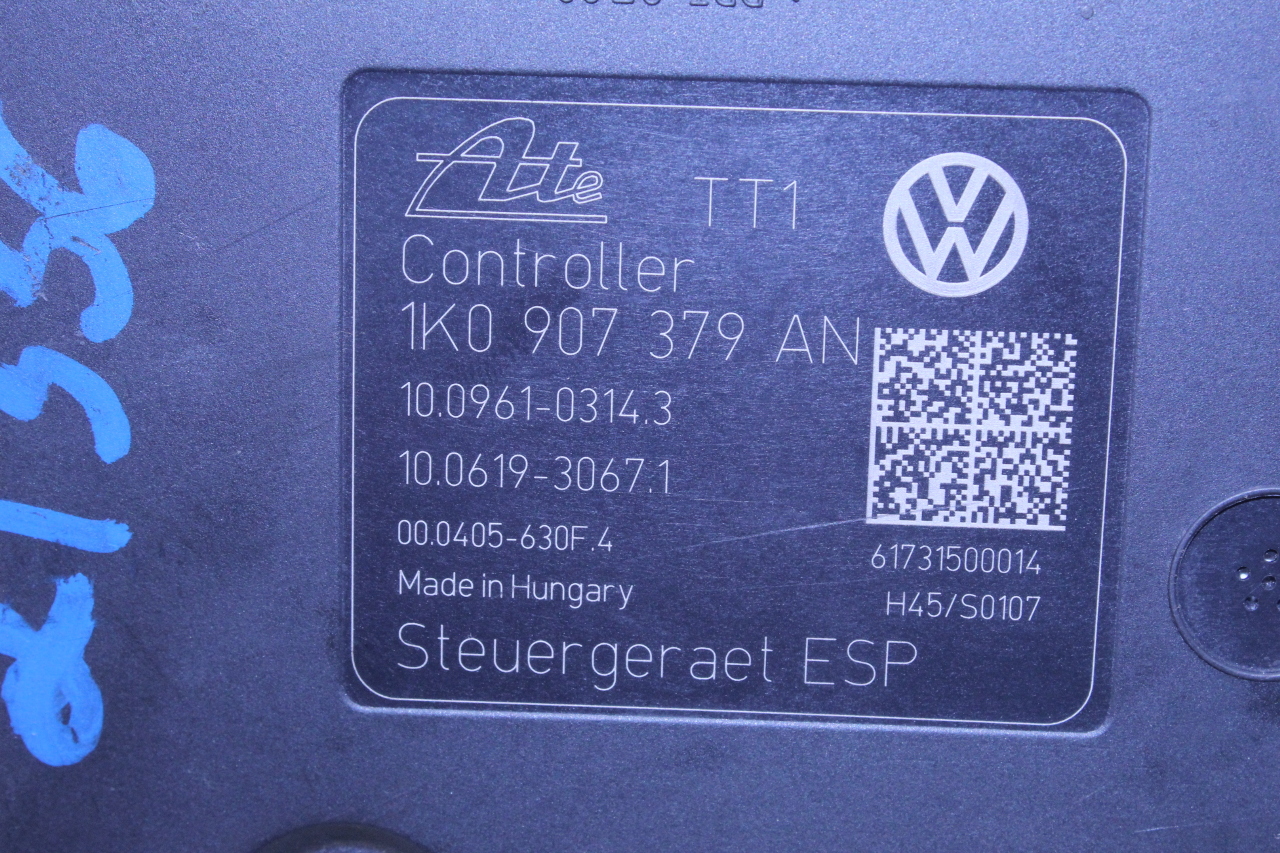 Ate TT1
Controller
1K0 907 379 AN
10.0961-0314.3
10.0619-3067.1
00.0405-630F.4
61731500014
Made in Hungary
H45/S0107
Steuergeraet ESP